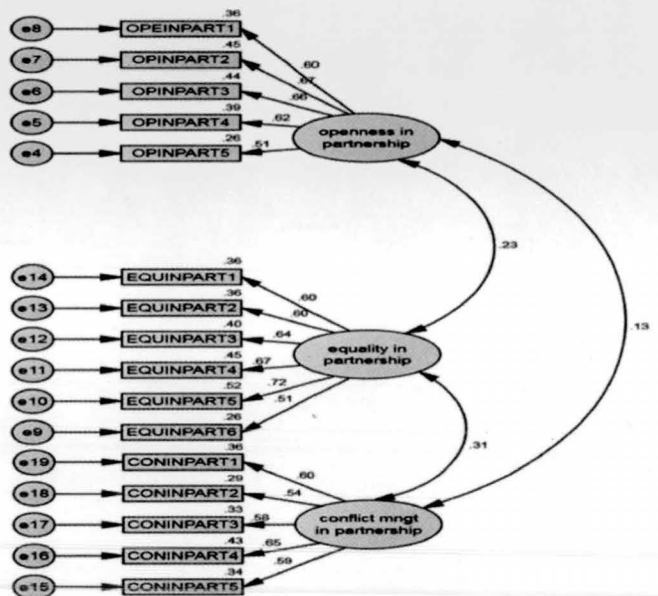 .36
e8 OPEINPART1
.45
e7 OPINPART2
.44
e6 OPINPART3
.39
e5 OPINPART4
.26
e4 OPINPART5
.60
.67
.66
.62
.51
openness in
partnership
.23
.13
.36
e14 EQUINPART1
.36
e13 EQUINPART2
.40
e12 EQUINPART3
.45
e11 EQUINPART4
.52
e10 EQUINPART5
.26
e9 EQUINPART6
.60
.60
.64
.67
.72
.51
equality in
partnership
.31
.36
e19 CONINPART1
.29
e18 CONINPART2
.33
e17 CONINPART3
.43
e16 CONINPART4
.34
e15 CONINPART5
.60
.54
.58
.65
.59
conflict mngt
in partnership